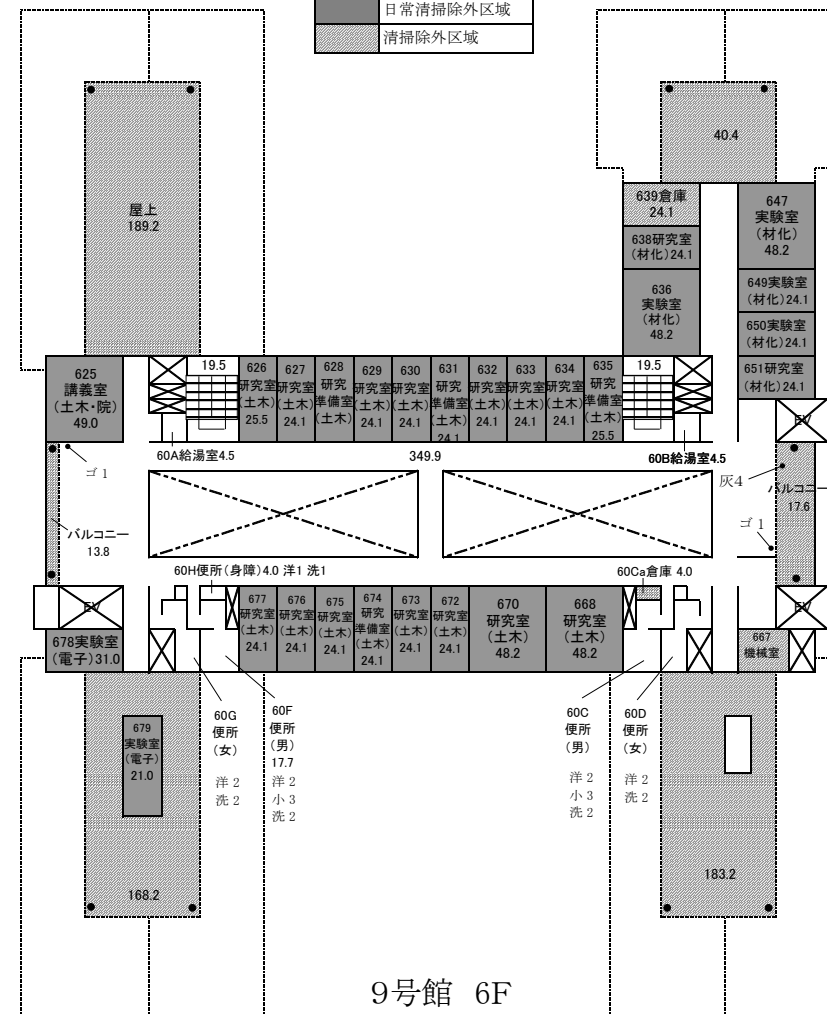 日常清掃除外区域
清掃除外区域
40.4
屋上
189.2
639倉庫
24.1
638研究室
(材化)24.1
636
実験室
(材化)
48.2
647
実験室
(材化)
48.2
649実験室
(材化)24.1
650実験室
(材化)24.1
651研究室
(材化)24.1
625
講義室
(土木・院)
49.0
19.5
626
研究室
(土木)
25.5
627
研究室
(土木)
24.1
628
研究
準備室
(土木)
629
研究室
(土木)
24.1
630
研究室
(土木)
24.1
631
研究
準備室
(土木)
24.1
632
研究室
(土木)
24.1
633
研究室
(土木)
24.1
634
研究室
(土木)
24.1
635
研究
準備室
(土木)
25.5
19.5
EV
60A給湯室4.5
349.9
60B給湯室4.5
ゴ1
灰4
バルコニー
17.6
バルコニー
13.8
ゴ1
60H便所(身障)4.0 洋1 洗1
60Ca倉庫 4.0
EV
EV
678実験室
(電子)31.0
677
研究室
(土木)
24.1
676
研究室
(土木)
24.1
675
研究室
(土木)
24.1
674
研究
準備室
(土木)
24.1
673
研究室
(土木)
24.1
672
研究室
(土木)
24.1
670
研究室
(土木)
48.2
668
研究室
(土木)
48.2
667
機械室
60G
便所
(女)
洋2
洗2
60F
便所
(男)
17.7
洋2
小3
洗2
60C
便所
(男)
洋2
小3
洗2
60D
便所
(女)
洋2
洗2
679
実験室
(電子)
21.0
168.2
183.2
9号館 6F